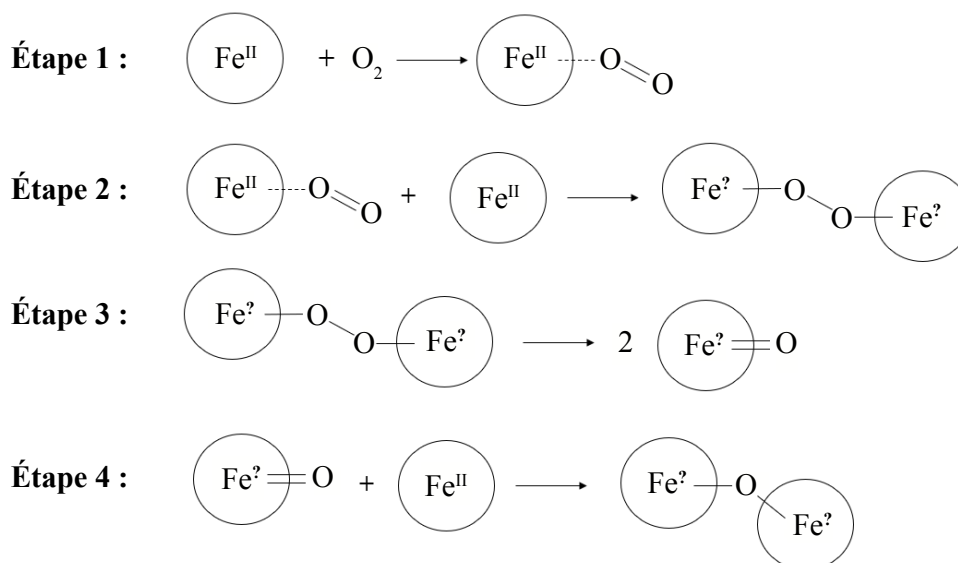 Étape 1 : Fe^II + O₂ → Fe^II O O
Étape 2 : Fe^II O O + Fe^II → Fe^? O O Fe^?
Étape 3 : Fe^? O O Fe^? → 2 Fe^? O
Étape 4 : Fe^? O + Fe^II → Fe^? O Fe^?